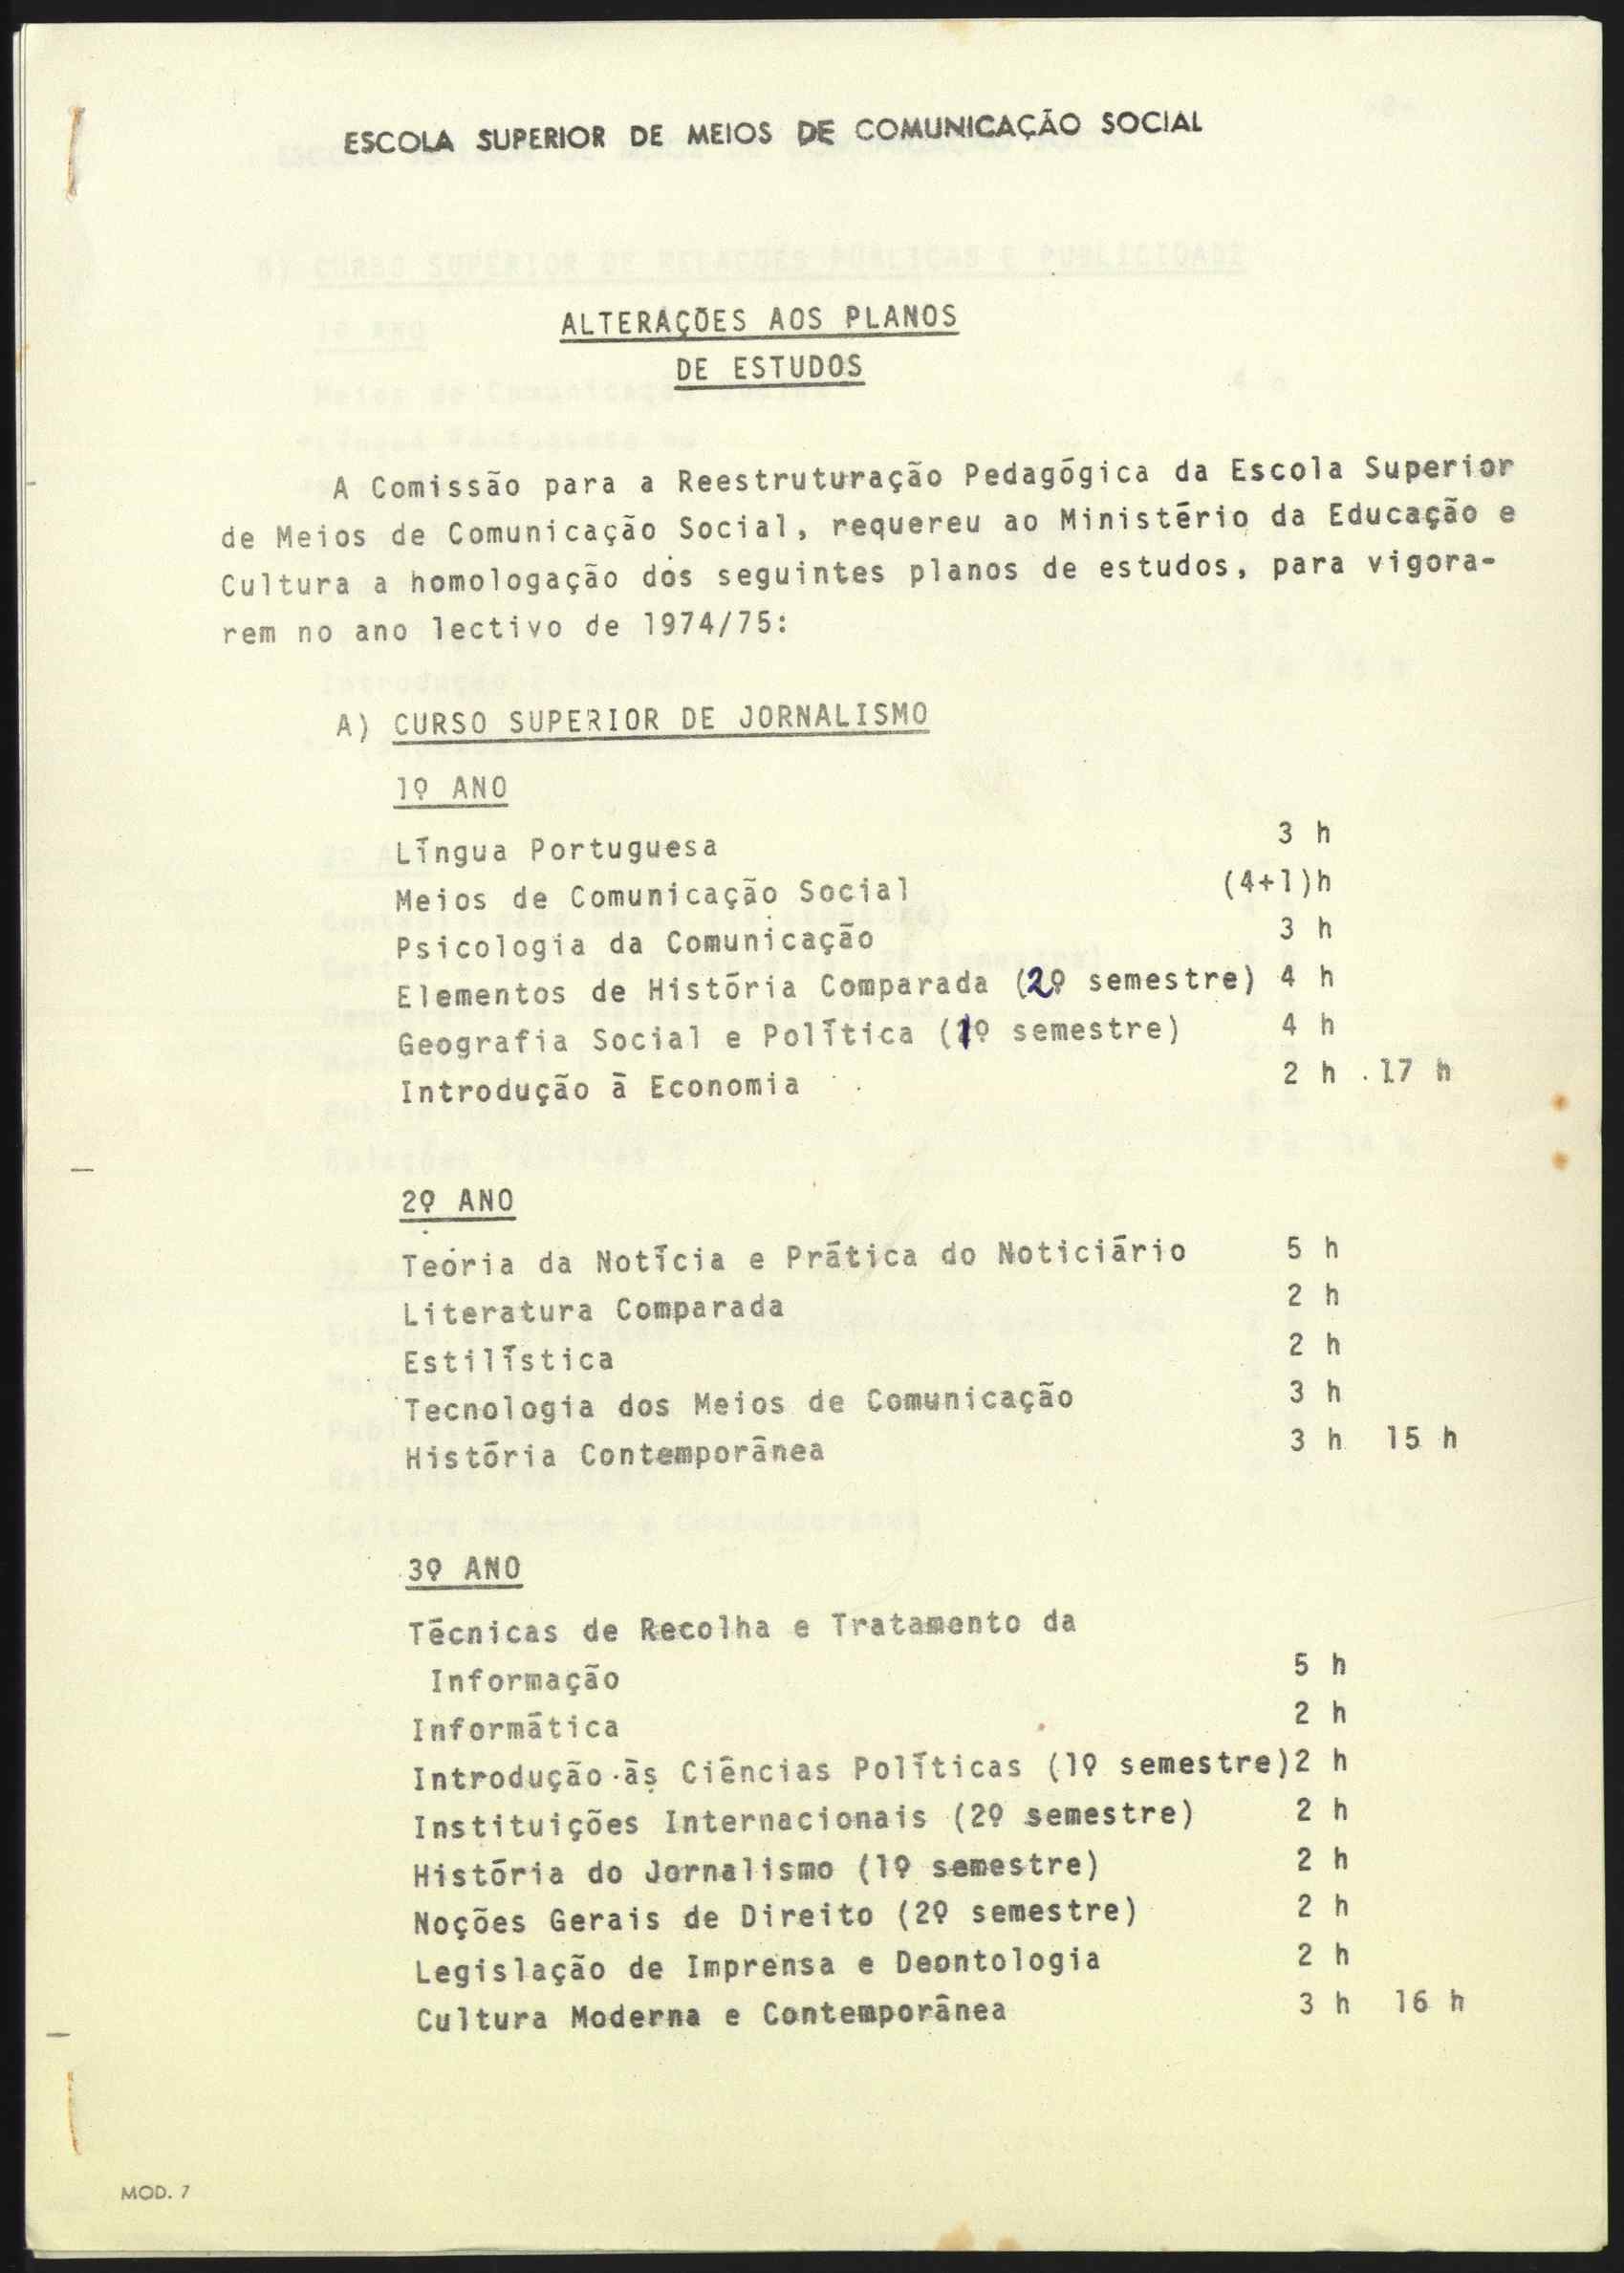 ESCOLA SUPERIOR DE MEIOS DE COMUNICAÇÃO SOCIAL
ALTERAÇÕES AOS PLANOS
DE ESTUDOS
A Comissão para a Reestruturação Pedagógica da Escola Superior
de Meios de Comunicação Social, requereu ao Ministério da Educação e
Cultura a homologação dos seguintes planos de estudos, para vigora-
rem no ano lectivo de 1974/75:
A) CURSO SUPERIOR DE JORNALISMO
1º ANO
Língua Portuguesa 3 h
Meios de Comunicação Social (4+1)h
Psicologia da Comunicação 3 h
Elementos de História Comparada (2º semestre) 4 h
Geografia Social e Política (1º semestre) 4 h
Introdução à Economia 2 h 17 h
2º ANO
Teoria da Notícia e Prática do Noticiário 5 h
Literatura Comparada 2 h
Estilística 2 h
Tecnologia dos Meios de Comunicação 3 h
História Contemporânea 3 h 15 h
3º ANO
Técnicas de Recolha e Tratamento da
Informação 5 h
Informática 2 h
Introdução às Ciências Políticas (1º semestre)2 h
Instituições Internacionais (2º semestre) 2 h
História do Jornalismo (1º semestre) 2 h
Noções Gerais de Direito (2º semestre) 2 h
Legislação de Imprensa e Deontologia 2 h
Cultura Moderna e Contemporânea 3 h 16 h
MOD. 7